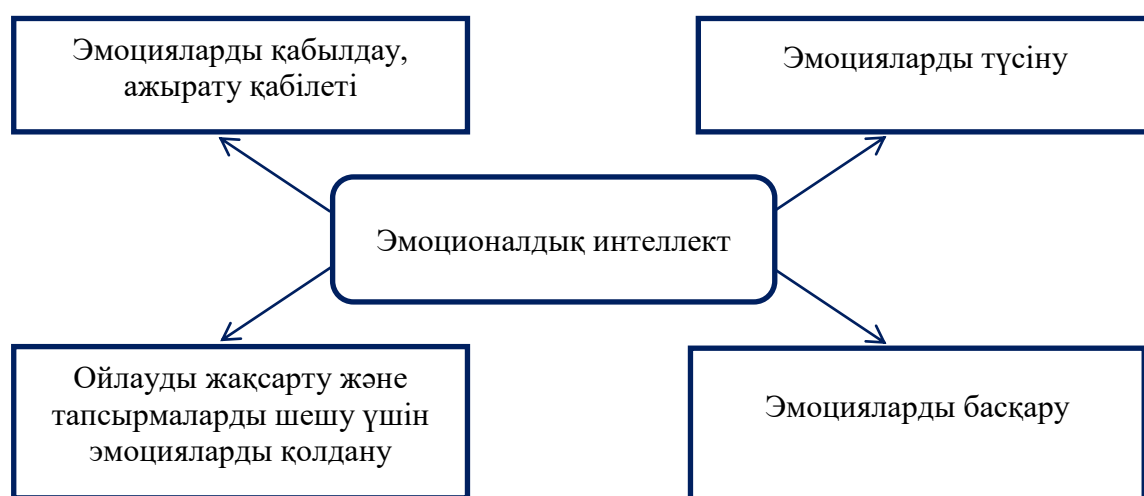 Эмоцияларды қабылдау,
ажырату қабілеті
Эмоцияларды түсіну
Эмоционалдық интеллект
Ойлауды жақсарту және
тапсырмаларды шешу үшін
эмоцияларды қолдану
Эмоцияларды басқару